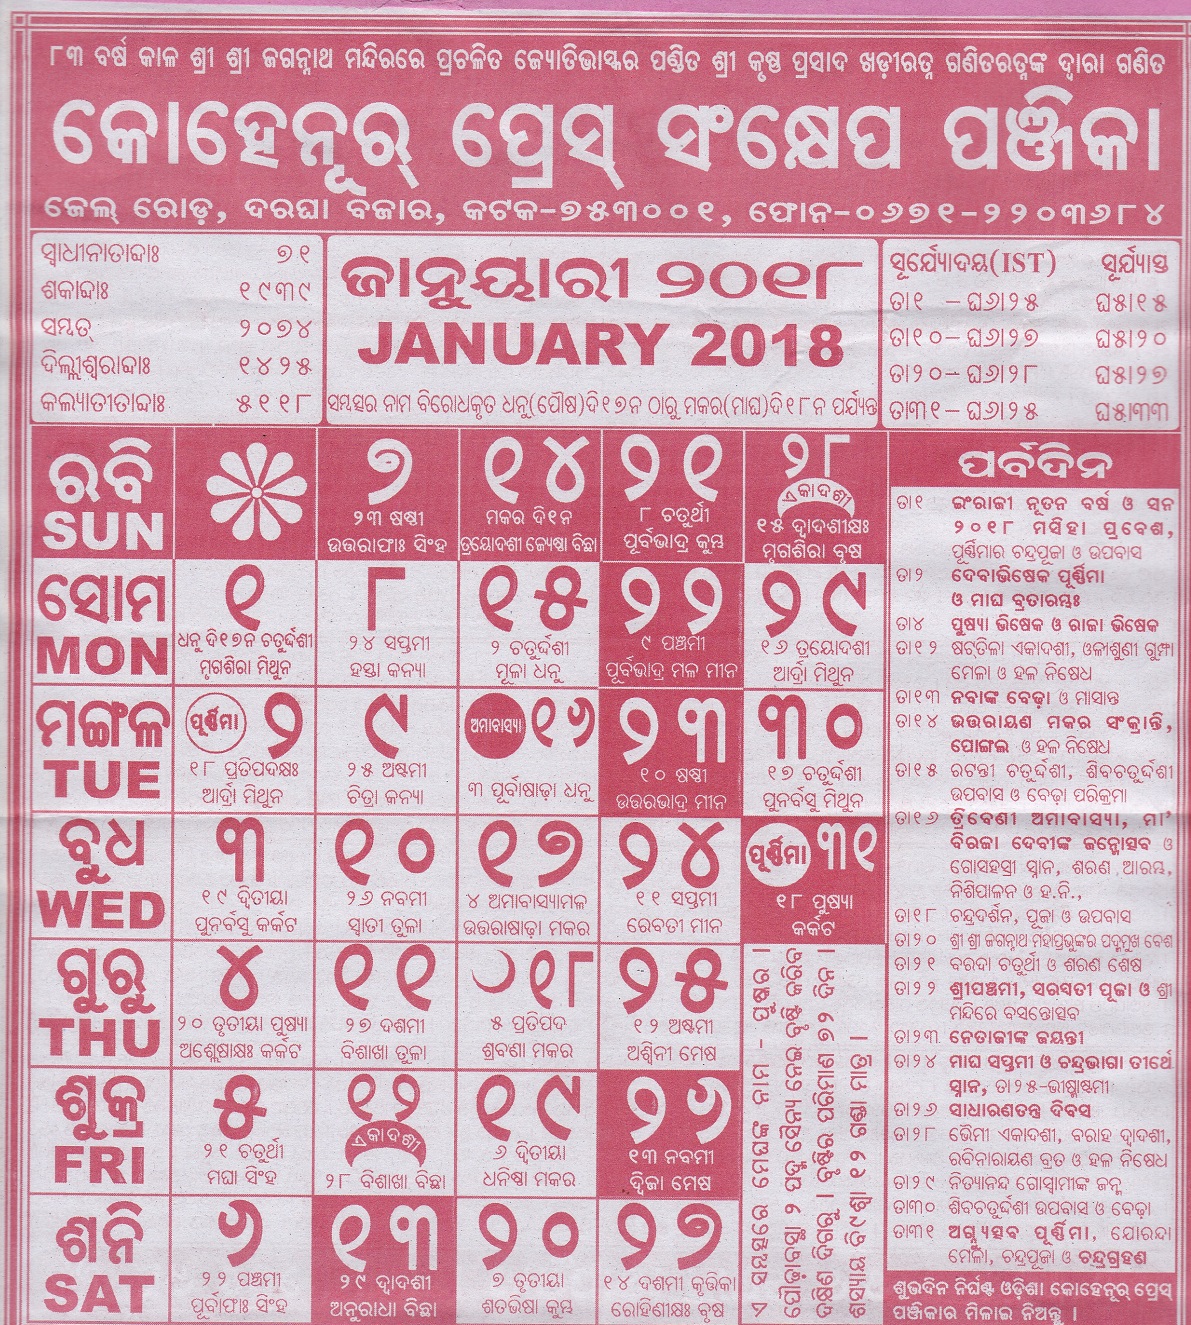 ୮୩ ବର୍ଷ କାଳ ଶ୍ରୀ ଶ୍ରୀ ଜଗନ୍ନାଥ ମନ୍ଦିରରେ ପ୍ରଚଳିତ ଜ୍ୟୋତିଭାସ୍କର ପଣ୍ଡିତ ଶ୍ରୀ କୃଷ୍ଣ ପ୍ରସାଦ ଖଡ଼ୀରତ୍ନ ଗଣିତରତ୍ନଙ୍କ ଦ୍ୱାରା ଗଣିତ
କୋହେନୂର୍ ପ୍ରେସ୍ ସଂକ୍ଷେପ ପଞ୍ଜିକା
ଜେଲ୍ ରୋଡ଼, ଦରଘା ବଜାର, କଟକ-୭୫୩୦୦୧, ଫୋନ-୦୬୭୧-୨୨୦୩୬୮୪
ସ୍ୱାଧୀନାତାବ୍ଦାଃ ୭୧
ଶକାବ୍ଦାଃ ୧୯୩୯
ସମ୍ବତ୍ ୨୦୭୪
ଦିଲ୍ଲୀଶ୍ୱରାବ୍ଦାଃ ୧୪୨୫
କଲ୍ୟାତୀତାବ୍ଦାଃ ୫୧୧୮
ଜାନୁୟାରୀ ୨୦୧୮
JANUARY 2018
ସମ୍ବତ୍ସର ନାମ ବିରୋଧକୃତ ଧନୁ(ପୌଷ)ଦି୧୭ନ ଠାରୁ ମକର(ମାଘ)ଦି୧୮ନ ପର୍ଯ୍ୟନ୍ତ
ସୂର୍ଯ୍ୟୋଦୟ(IST) ସୂର୍ଯ୍ୟାସ୍ତ
ତା୧ – ଘ୬।୨୫ ଘ୫।୧୫
ତା୧୦– ଘ୬।୨୭ ଘ୫।୨୦
ତା୨୦– ଘ୬।୨୮ ଘ୫।୨୭
ତା୩୧– ଘ୬।୨୫ ଘ୫।୩୩
ରବି
SUN
୭
୨୩ ଷଷ୍ଠୀ
ଉତ୍ତରାଫାଃ ସିଂହ
୧୪
ମକର ଦି୧ନ
ତ୍ରୟୋଦଶୀ ଜ୍ୟେଷ୍ଠା ବିଛା
୨୧
୮ ଚତୁର୍ଥୀ
ପୂର୍ବଭାଦ୍ର କୁମ୍ଭ
୨୮
ଏକାଦଶୀ
୧୫ ଦ୍ୱାଦଶୀକ୍ଷଃ
ମୃଗଶିରା ବୃଷ
ସୋମ
MON
୧
ଧନୁ ଦି୧୭ନ ଚତୁର୍ଦ୍ଦଶୀ
ମୃଗଶିରା ମିଥୁନ
୮
୨୪ ସପ୍ତମୀ
ହସ୍ତା କନ୍ୟା
୧୫
୨ ଚତୁର୍ଦ୍ଦଶୀ
ମୂଳା ଧନୁ
୨୨
୯ ପଞ୍ଚମୀ
ପୂର୍ବଭାଦ୍ର ମଳ ମୀନ
୨୯
୧୬ ତ୍ରୟୋଦଶୀ
ଆର୍ଦ୍ରା ମିଥୁନ
ମଙ୍ଗଳ
TUE
ପୂର୍ଣ୍ଣିମା ୨
୧୮ ପ୍ରତିପଦକ୍ଷଃ
ଆର୍ଦ୍ରା ମିଥୁନ
୯
୨୫ ଅଷ୍ଟମୀ
ଚିତ୍ରା କନ୍ୟା
ଅମାବାସ୍ୟା ୧୬
୩ ପୂର୍ବାଷାଢ଼ା ଧନୁ
୨୩
୧୦ ଷଷ୍ଠୀ
ଉତ୍ତରଭାଦ୍ର ମୀନ
୩୦
୧୭ ଚତୁର୍ଦ୍ଦଶୀ
ପୁନର୍ବସୁ ମିଥୁନ
ବୁଧ
WED
୩
୧୯ ଦ୍ୱିତୀୟା
ପୁନର୍ବସୁ କର୍କଟ
୧୦
୨୬ ନବମୀ
ସ୍ୱାତୀ ତୁଳା
୧୭
୪ ଅମାବାସ୍ୟାମଳ
ଉତ୍ତରାଷାଢ଼ା ମକର
୨୪
୧୧ ସପ୍ତମୀ
ରେବତୀ ମୀନ
ପୂର୍ଣ୍ଣିମା ୩୧
୧୮ ପୁଷ୍ୟା
କର୍କଟ
ଗୁରୁ
THU
୪
୨୦ ତୃତୀୟା ପୁଷ୍ୟା
ଅଶ୍ଳେଷାକ୍ଷଃ କର୍କଟ
୧୧
୨୭ ଦଶମୀ
ବିଶାଖା ତୁଳା
୧୮
୫ ପ୍ରତିପଦ
ଶ୍ରବଣା ମକର
୨୫
୧୨ ଅଷ୍ଟମୀ
ଅଶ୍ୱିନୀ ମେଷ
ଶୁକ୍ର
FRI
୫
୨୧ ଚତୁର୍ଥୀ
ମଘା ସିଂହ
୧୨
ଏକାଦଶୀ
୨୮ ବିଶାଖା ବିଛା
୧୯
୬ ଦ୍ୱିତୀୟା
ଧନିଷ୍ଠା ମକର
୨୬
୧୩ ନବମୀ
ଦ୍ୱିଜା ମେଷ
ଶନି
SAT
୬
୨୨ ପଞ୍ଚମୀ
ପୂର୍ବାଫାଃ ସିଂହ
୧୩
୨୯ ଦ୍ୱାଦଶୀ
ଅନୁରାଧା ବିଛା
୨୦
୭ ତୃତୀୟା
ଶତଭିଷା କୁମ୍ଭ
୨୭
୧୪ ଦଶମୀ କୃତ୍ତିକା
ରୋହିଣୀକ୍ଷଃ ବୃଷ
ସମ୍ବତ୍ସରରେ ମେଘଙ୍କ ନାମ - ପୁଷ୍କର ।
ବୃଷ୍ଟି କରିବ
ବୃଷ୍ଟିର ପରିମାଣ ୭୨ ଦିନ ।
ଶସ୍ୟାୟ ବିଂଶ୍ୱା ୧୨ ଗଣ୍ଡା ମାତ୍ର ।
ପର୍ବଦିନ
ତା୧ ଇଂରାଜୀ ନୂତନ ବର୍ଷ ଓ ସନ
୨୦୧୮ ମସିହା ପ୍ରବେଶ,
ପୂର୍ଣ୍ଣିମାର ଚନ୍ଦ୍ରପୂଜା ଓ ଉପବାସ
ତା୨ ଦେବାଭିଷେକ ପୂର୍ଣ୍ଣିମା
ଓ ମାଘ ବ୍ରତାରମ୍ଭଃ
ତା୪ ପୁଷ୍ୟା ଭିଷେକ ଓ ରାଜା ଭିଷେକ
ତା୧୨ ଷଟ୍‌ତିଳା ଏକାଦଶୀ, ଓଳାଶୁଣୀ ଗୁମ୍ଫା
ମେଳା ଓ ହଳ ନିଷେଧ
ତା୧୩ ନବାଙ୍କ ବେଢ଼ା ଓ ମାସାନ୍ତ
ତା୧୪ ଉତ୍ତରାୟଣ ମକର ସଂକ୍ରାନ୍ତି,
ପୋଙ୍ଗଲ ଓ ହଳ ନିଷେଧ
ତା୧୫ ରଟନ୍ତୀ ଚତୁର୍ଦ୍ଦଶୀ, ଶିବଚତୁର୍ଦ୍ଦଶୀ
ଉପବାସ ଓ ବେଢ଼ା ପରିକ୍ରମା
ତା୧୬ ତ୍ରିବେଣୀ ଅମାବାସ୍ୟା, ମା'
ବିରଜା ଦେବୀଙ୍କ ଜନ୍ମୋତ୍ସବ ଓ
ଗୋସହସ୍ରୀ ସ୍ନାନ, ଶରଣ ଆରମ୍ଭ,
ନିଶିପାଳନ ଓ ହ.ନି.,
ତା୧୮ ଚନ୍ଦ୍ରଦର୍ଶନ, ପୂଜା ଓ ଉପବାସ
ତା୨୦ ଶ୍ରୀ ଶ୍ରୀ ଜଗନ୍ନାଥ ମହାପ୍ରଭୁଙ୍କର ପଦ୍ମମୁଖ ବେଶ
ତା୨୧ ବରଦା ଚତୁର୍ଥୀ ଓ ଶରଣ ଶେଷ
ତା୨୨ ଶ୍ରୀପଞ୍ଚମୀ, ସରସ୍ୱତୀ ପୂଜା ଓ ଶ୍ରୀ
ମନ୍ଦିରେ ବସନ୍ତୋତ୍ସବ
ତା୨୩ ନେତାଜୀଙ୍କ ଜୟନ୍ତୀ
ତା୨୪ ମାଘ ସପ୍ତମୀ ଓ ଚନ୍ଦ୍ରଭାଗା ତୀର୍ଥେ
ସ୍ନାନ, ତା୨୫-ଭୀଷ୍ମାଷ୍ଟମୀ
ତା୨୬ ସାଧାରଣତନ୍ତ୍ର ଦିବସ
ତା୨୮ ଭୈମୀ ଏକାଦଶୀ, ବରାହ ଦ୍ୱାଦଶୀ,
ରବିନାରାୟଣ ବ୍ରତ ଓ ହଳ ନିଷେଧ
ତା୨୯ ନିତ୍ୟାନନ୍ଦ ଗୋସ୍ୱାମୀଙ୍କ ଜନ୍ମ
ତା୩୦ ଶିବଚତୁର୍ଦ୍ଦଶୀ ଉପବାସ ଓ ବେଢ଼ା
ତା୩୧ ଅଗ୍ନ୍ୟୁତ୍ସବ ପୂର୍ଣ୍ଣିମା, ଯୋରନ୍ଦା
ମେଳା, ଚନ୍ଦ୍ରପୂଜା ଓ ଚନ୍ଦ୍ରଗ୍ରହଣ
ଶୁଭଦିନ ନିର୍ଘଣ୍ଟ ଓଡ଼ିଶା କୋହେନୂର୍ ପ୍ରେସ୍
ପଞ୍ଜିକାର ମିଳାଇ ନିଅନ୍ତୁ ।